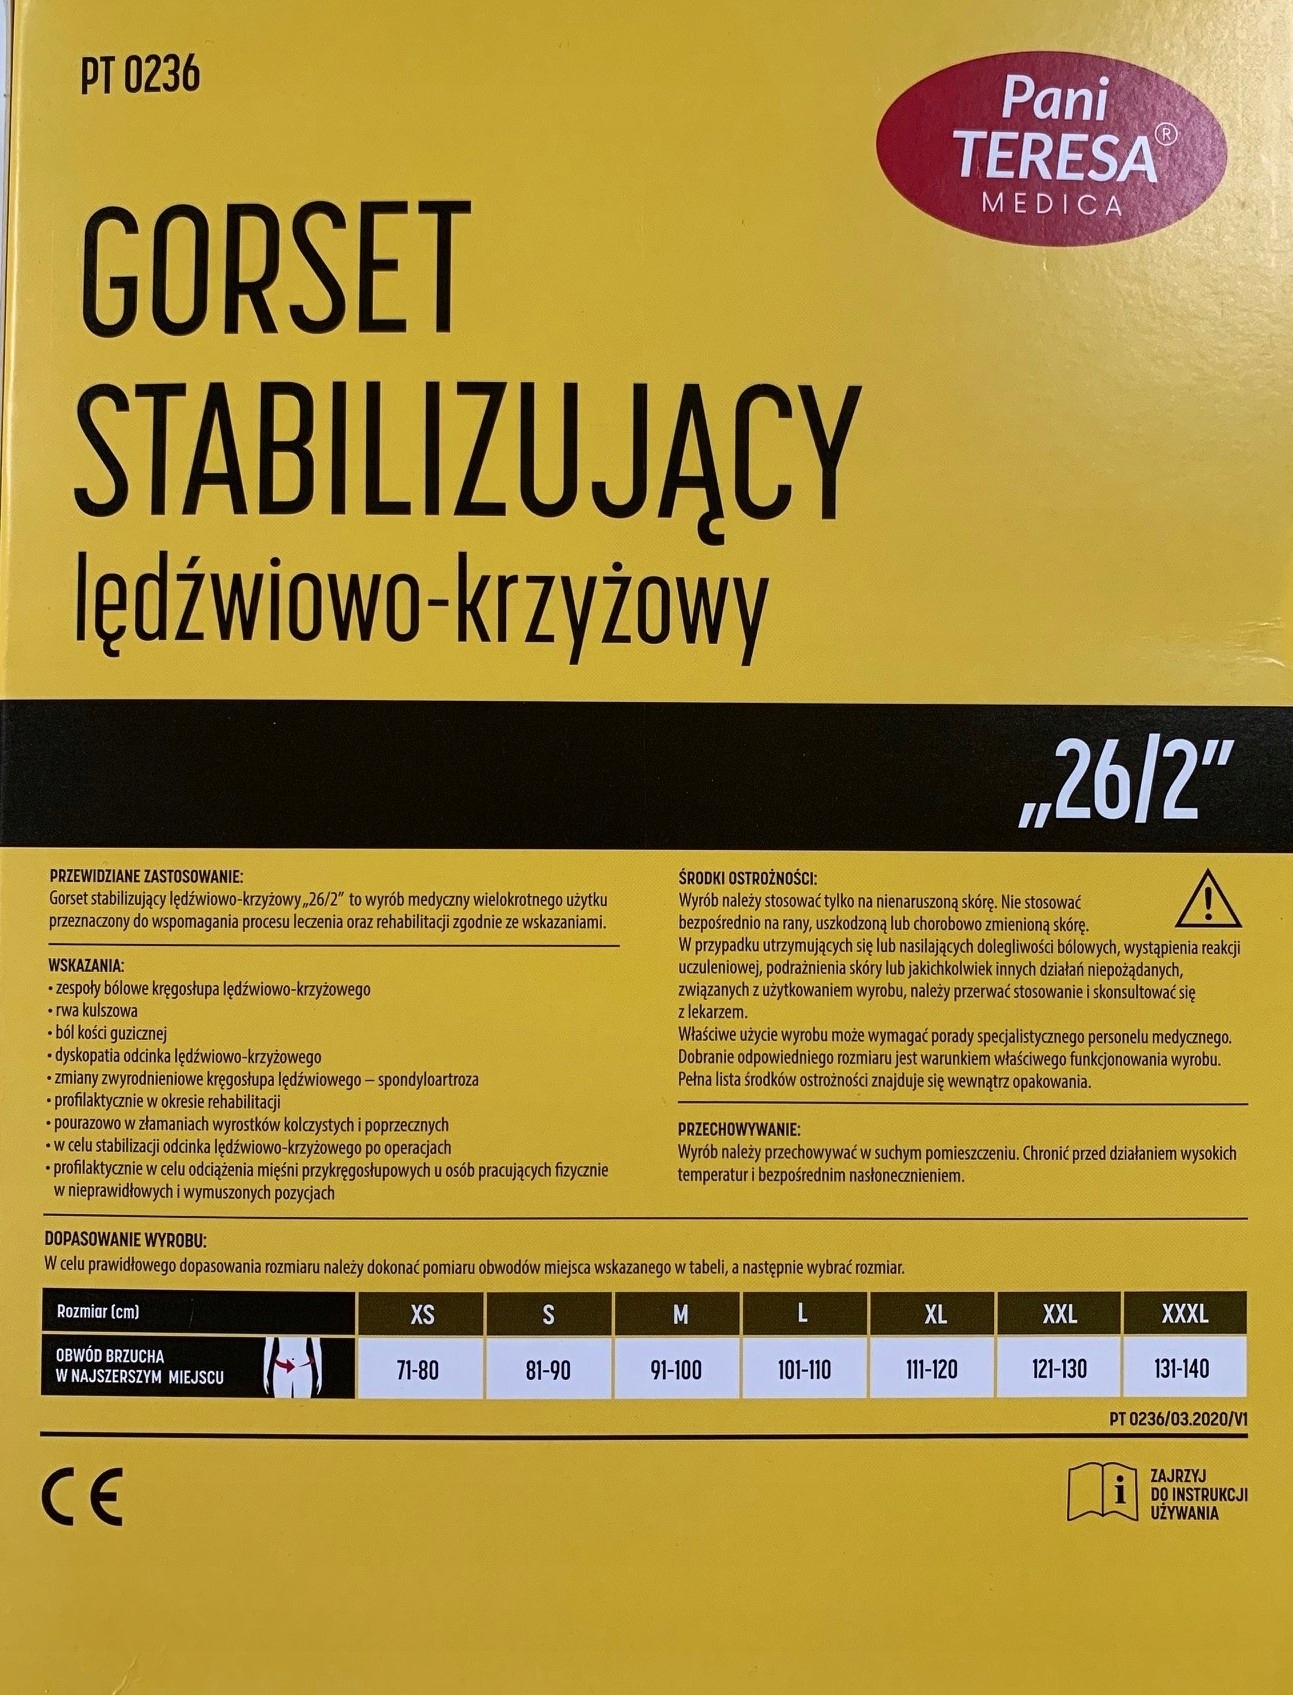 PT 0236
Pani
TERESA®
MEDICA
GORSET
STABILIZUJĄCY
lędźwiowo-krzyżowy
„26/2”
PRZEWIDZIANE ZASTOSOWANIE:
Gorset stabilizujący lędźwiowo-krzyżowy „26/2” to wyrób medyczny wielokrotnego użytku
przeznaczony do wspomagania procesu leczenia oraz rehabilitacji zgodnie ze wskazaniami.
WSKAZANIA:
• zespoły bólowe kręgosłupa lędźwiowo-krzyżowego
• rwa kulszowa
• ból kości guzicznej
• dyskopatia odcinka lędźwiowo-krzyżowego
• zmiany zwyrodnieniowe kręgosłupa lędźwiowego – spondyloartroza
• profilaktycznie w okresie rehabilitacji
• pourazowo w złamaniach wyrostków kolczystych i poprzecznych
• w celu stabilizacji odcinka lędźwiowo-krzyżowego po operacjach
• profilaktycznie w celu odciążenia mięśni przykręgosłupowych u osób pracujących fizycznie
w nieprawidłowych i wymuszonych pozycjach
ŚRODKI OSTROŻNOŚCI:
Wyrób należy stosować tylko na nienaruszoną skórę. Nie stosować
bezpośrednio na rany, uszkodzoną lub chorobowo zmienioną skórę.
W przypadku utrzymujących się lub nasilających dolegliwości bólowych, wystąpienia reakcji
uczuleniowej, podrażnienia skóry lub jakichkolwiek innych działań niepożądanych,
związanych z użytkowaniem wyrobu, należy przerwać stosowanie i skonsultować się
z lekarzem.
Właściwe użycie wyrobu może wymagać porady specjalistycznego personelu medycznego.
Dobranie odpowiedniego rozmiaru jest warunkiem właściwego funkcjonowania wyrobu.
Pełna lista środków ostrożności znajduje się wewnątrz opakowania.
PRZECHOWYWANIE:
Wyrób należy przechowywać w suchym pomieszczeniu. Chronić przed działaniem wysokich
temperatur i bezpośrednim nasłonecznieniem.
DOPASOWANIE WYROBU:
W celu prawidłowego dopasowania rozmiaru należy dokonać pomiaru obwodów miejsca wskazanego w tabeli, a następnie wybrać rozmiar.
Rozmiar (cm) XS S M L XL XXL XXXL
OBWÓD BRZUCHA
W NAJSZERSZYM MIEJSCU
71-80 81-90 91-100 101-110 111-120 121-130 131-140
PT 0236/03.2020/V1
CE
i
ZAJRZYJ
DO INSTRUKCJI
UŻYWANIA